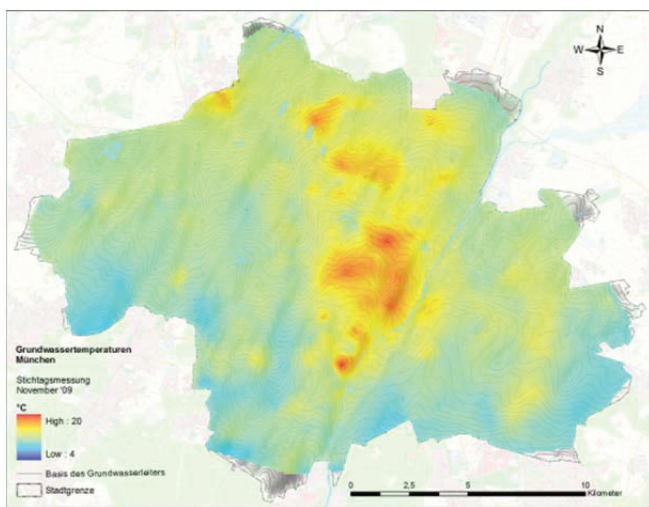 N
W E
S
Grundwassertemperaturen
München
Stichtagsmessung
November '09
°C
High : 20
Low : 4
Basis des Grundwasserleiters
Stadtgrenze
0 2,5 5 10
Kilometer